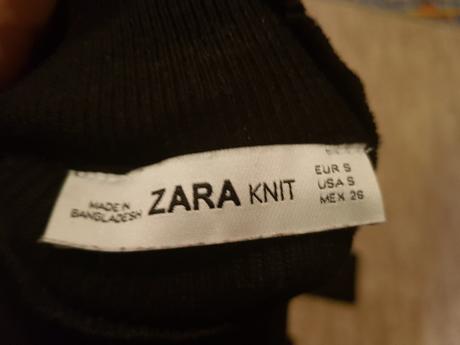 MADE IN
BANGLADESH
ZARA KNIT
EUR S
USA S
MEX 26